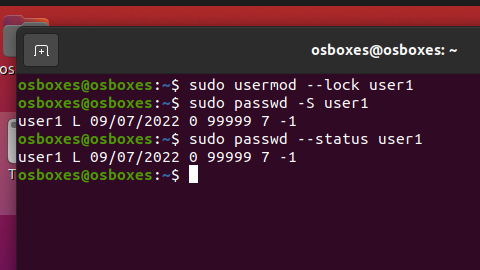 osboxes@osboxes: ~
osboxes@osboxes:~$ sudo usermod --lock user1
osboxes@osboxes:~$ sudo passwd -S user1
user1 L 09/07/2022 0 99999 7 -1
osboxes@osboxes:~$ sudo passwd --status user1
user1 L 09/07/2022 0 99999 7 -1
osboxes@osboxes:~$
os
T